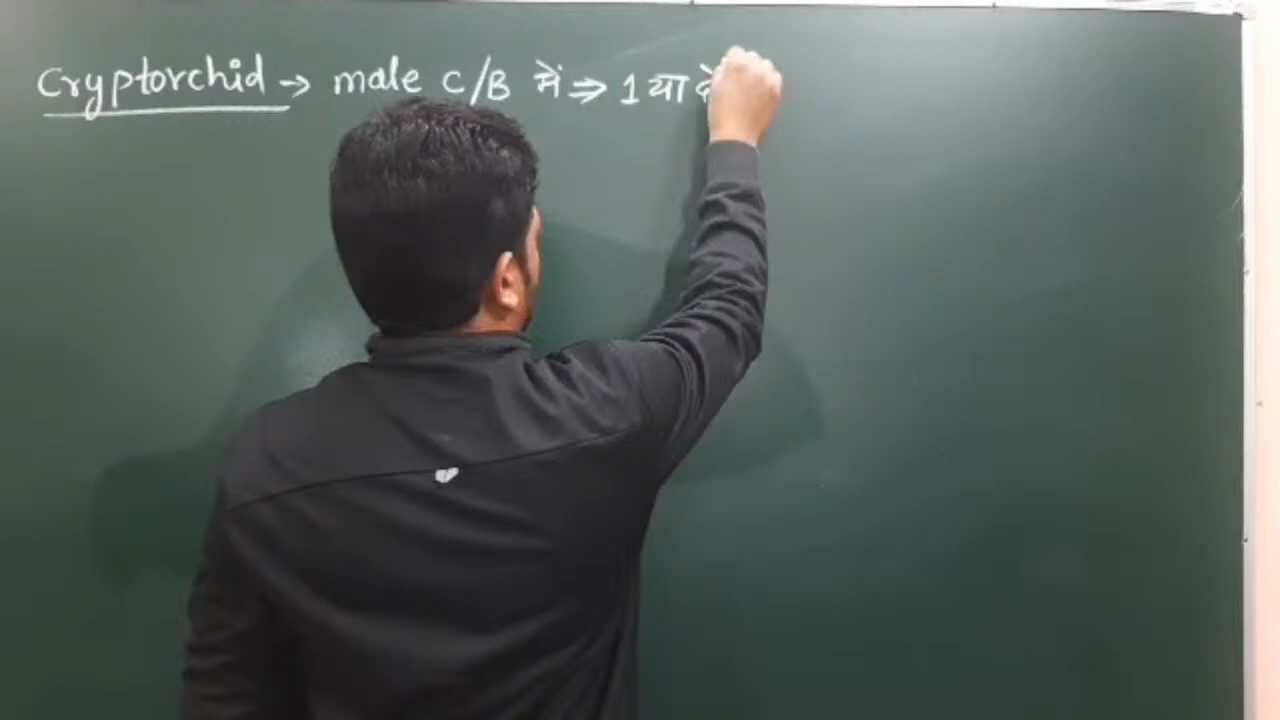 Cryptorchid → male C/B में ⇒ 1 या